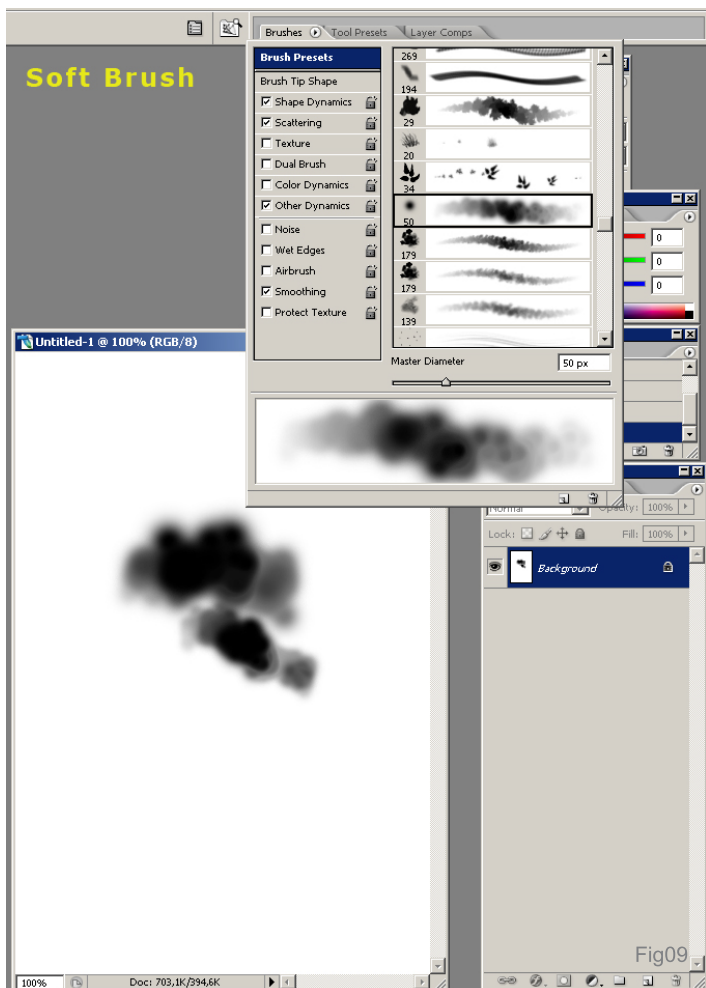 Brushes Tool Presets Layer Comps
Soft Brush
Brush Presets
Brush Tip Shape
Shape Dynamics
Scattering
Texture
Dual Brush
Color Dynamics
Other Dynamics
Noise
Wet Edges
Airbrush
Smoothing
Protect Texture
269
194
29
20
34
50
179
179
139
Master Diameter 50 px
0
0
0
Untitled-1 @ 100% (RGB/8)
Normal Opacity: 100%
Lock: Fill: 100%
Background
Fig09
100% Doc: 703,1K/394,6K